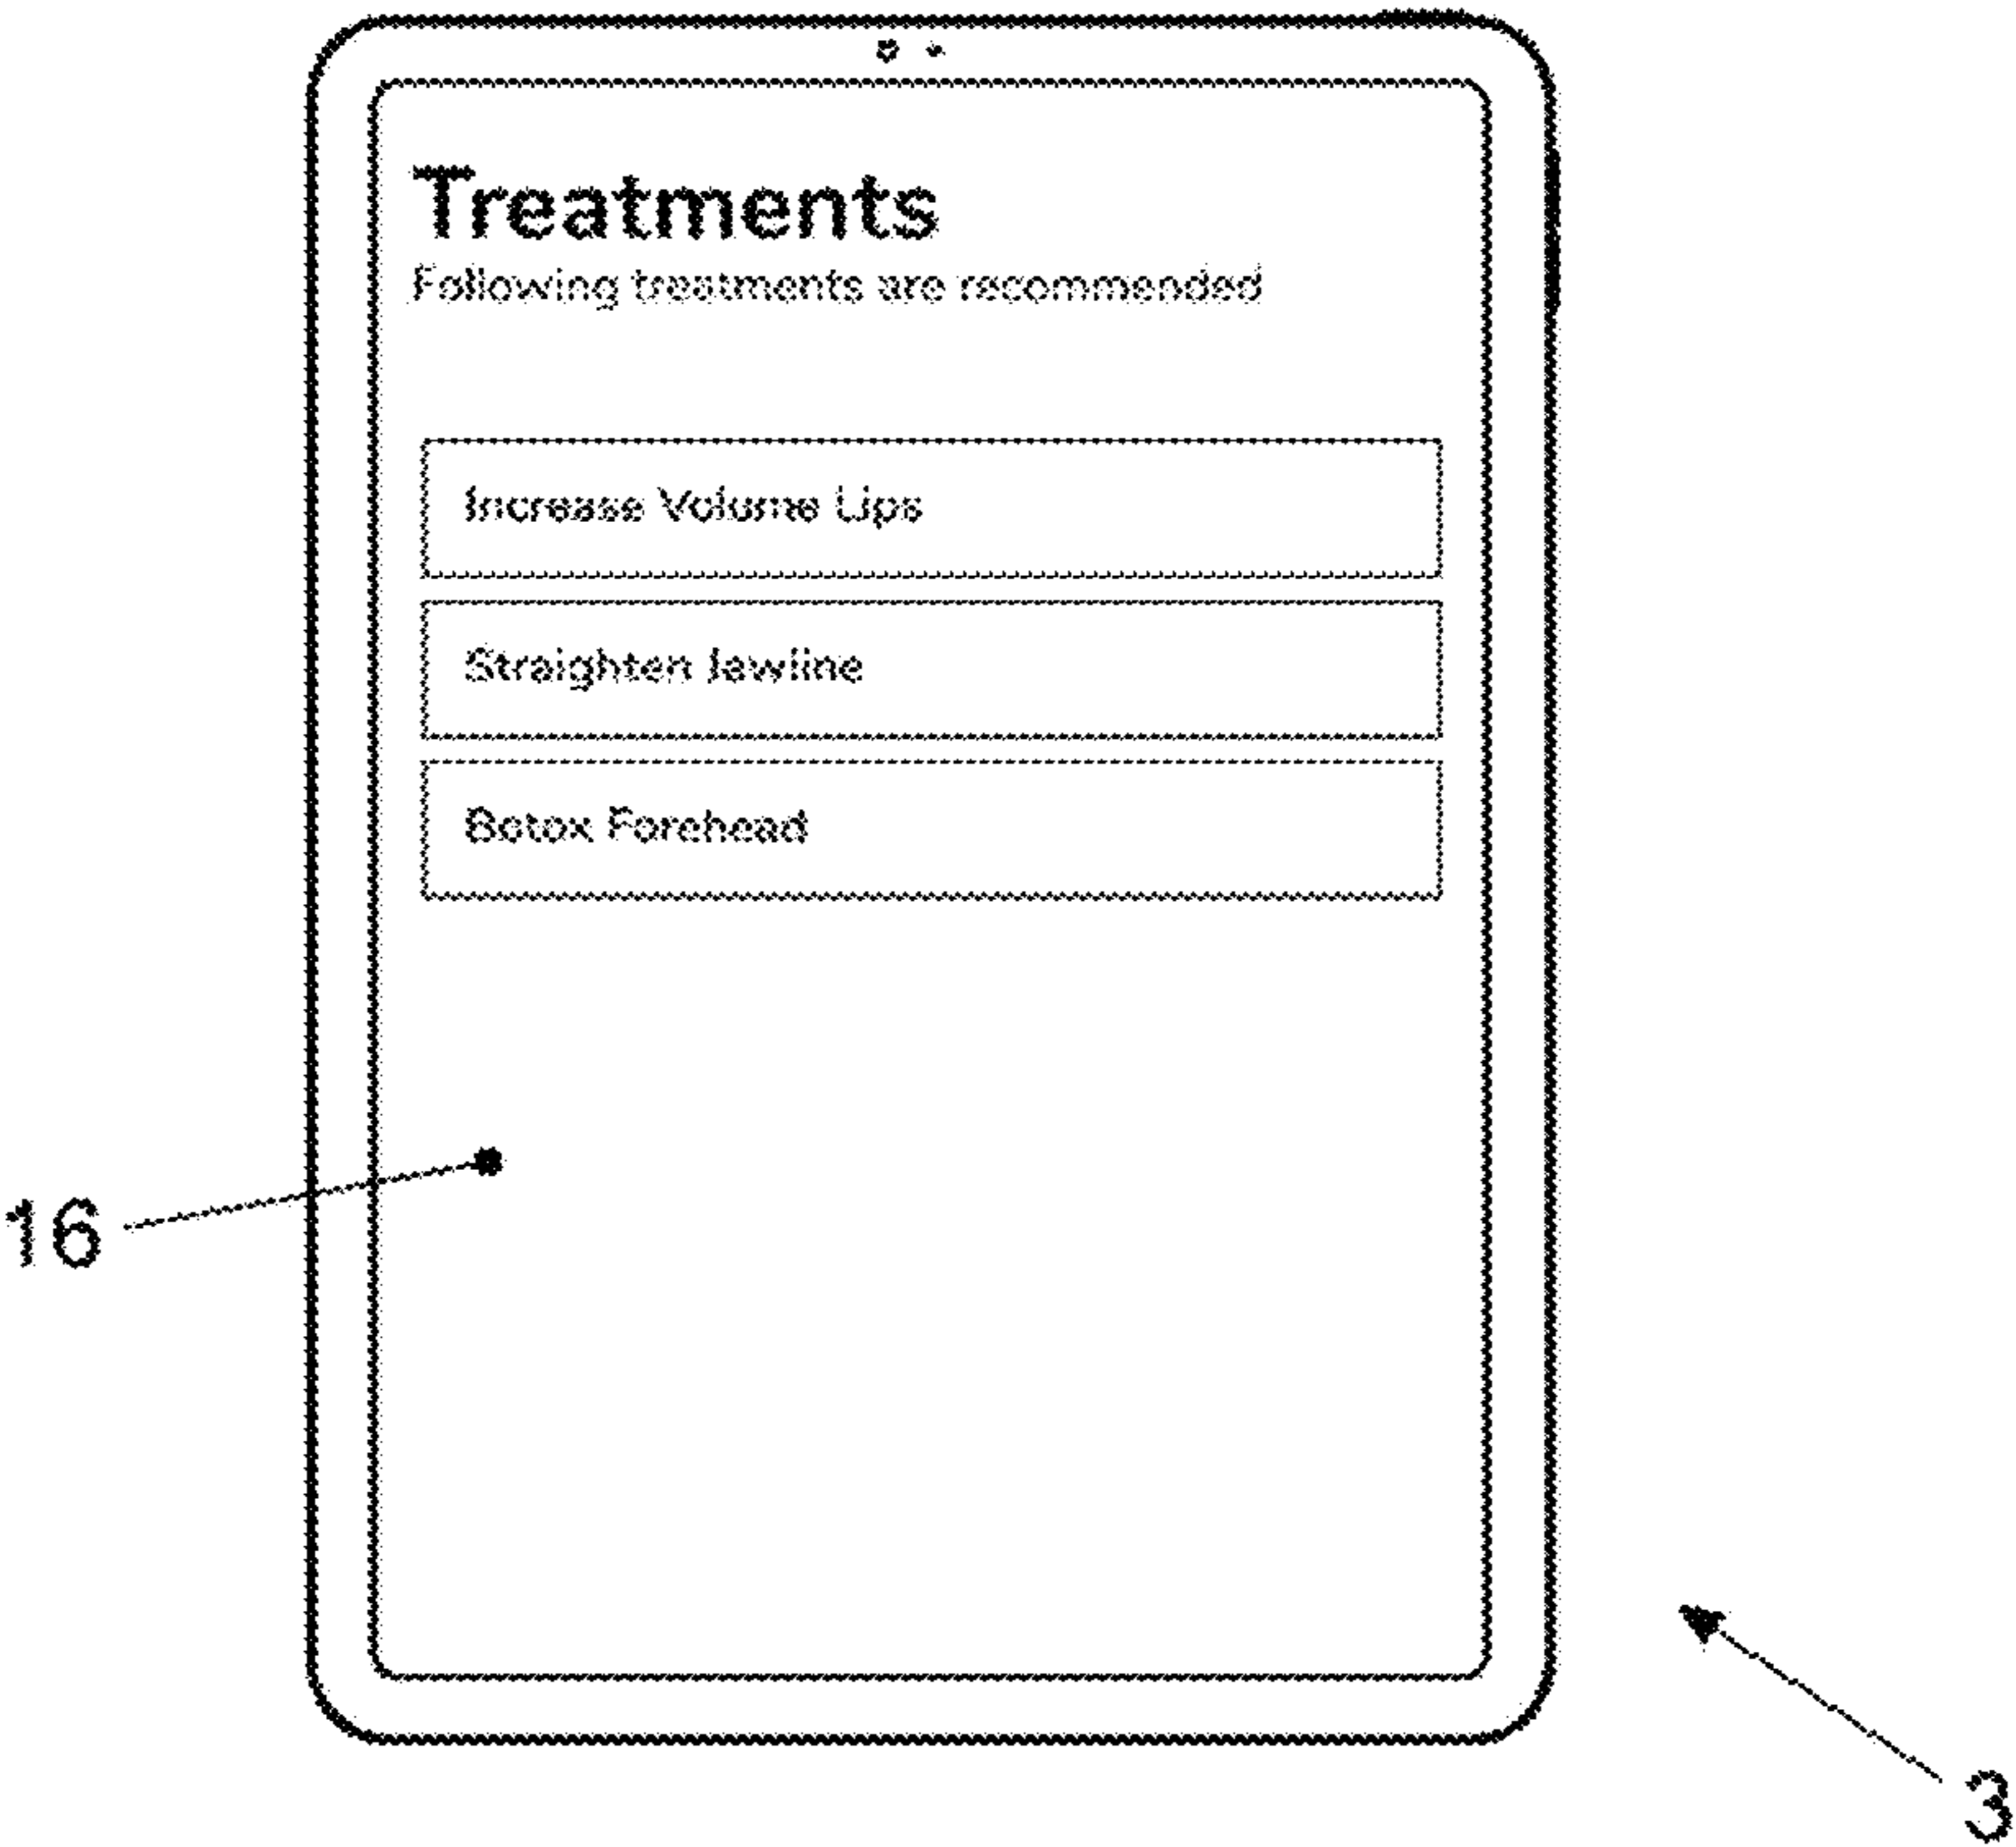 Treatments
Following treatments are recommended
Increase Volume Lips
Straighten Jawline
Botox Forehead
16
3